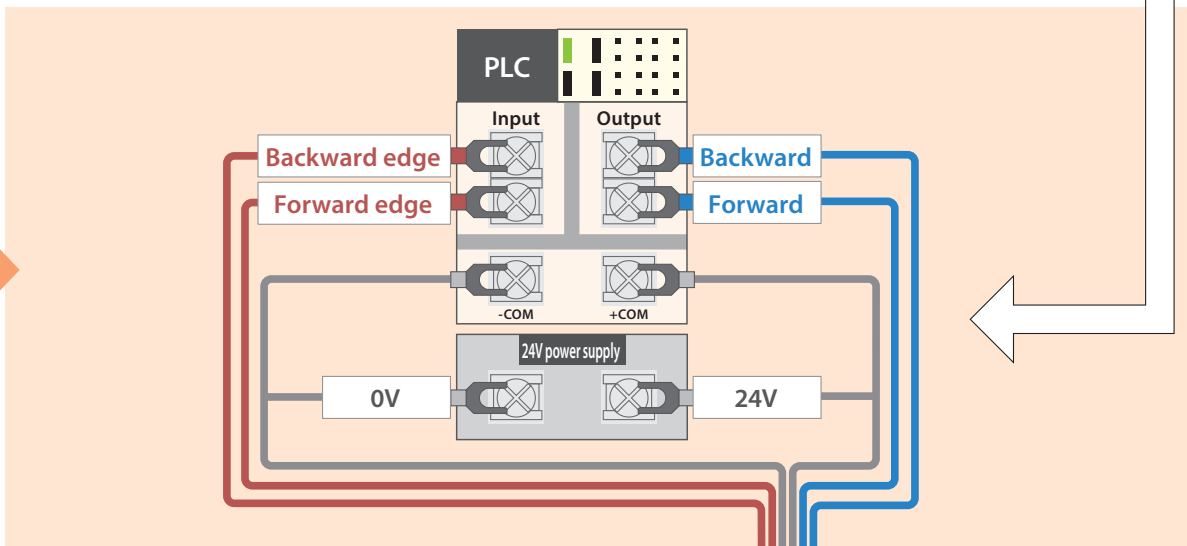 PLC
Input Output
Backward edge
Backward
Forward edge
Forward
-COM +COM
24V power supply
0V
24V